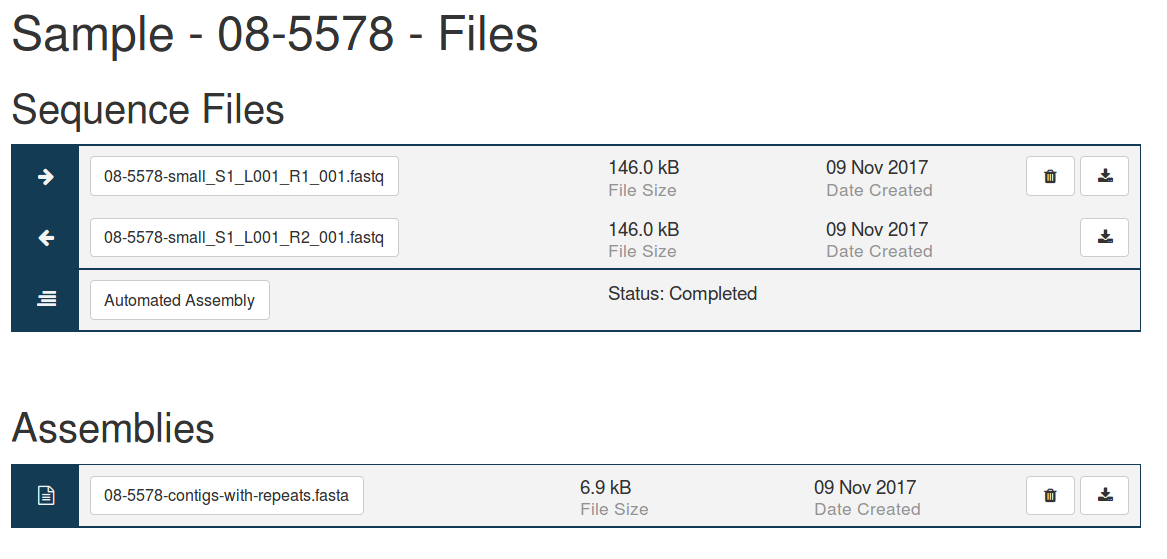 Sample - 08-5578 - Files
Sequence Files
08-5578-small_S1_L001_R1_001.fastq 146.0 kB 09 Nov 2017
File Size Date Created
08-5578-small_S1_L001_R2_001.fastq 146.0 kB 09 Nov 2017
File Size Date Created
Automated Assembly Status: Completed
Assemblies
08-5578-contigs-with-repeats.fasta 6.9 kB 09 Nov 2017
File Size Date Created